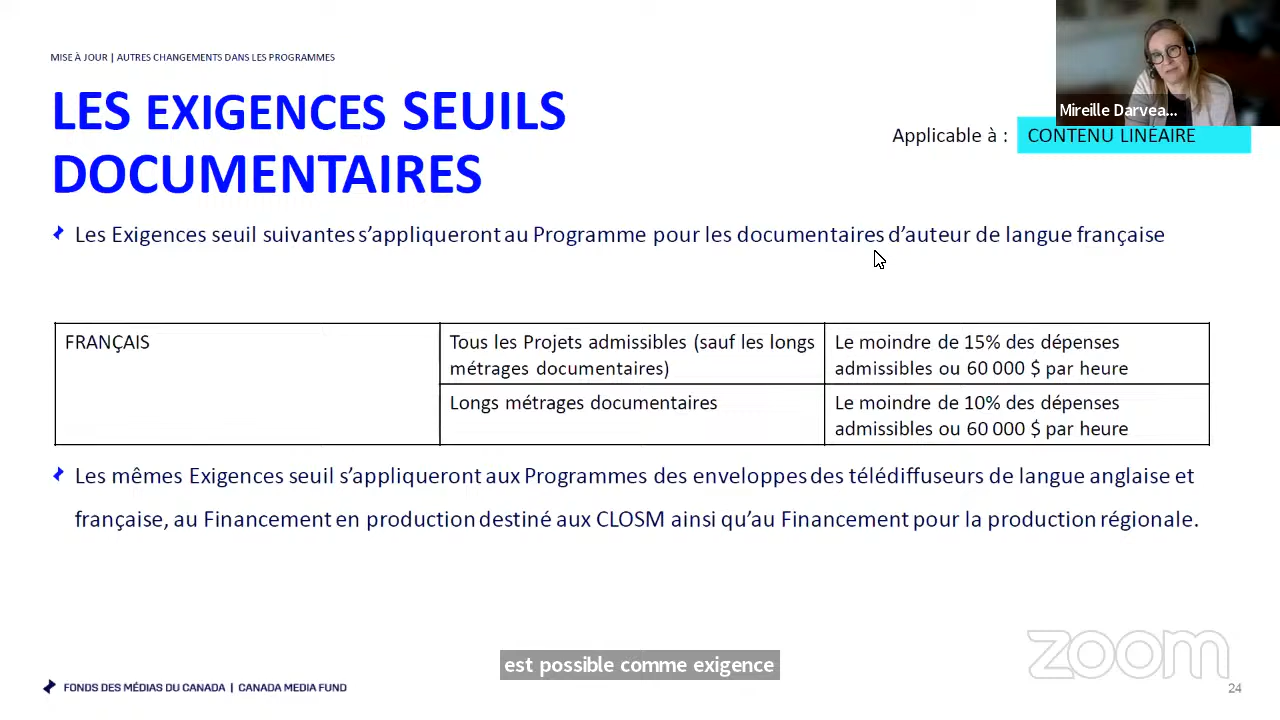 MISE À JOUR | AUTRES CHANGEMENTS DANS LES PROGRAMMES
LES EXIGENCES SEUILS
DOCUMENTAIRES
Mireille Darvea...
Applicable à :
CONTENU LINÉAIRE
Les Exigences seuil suivantes s’appliqueront au Programme pour les documentaires d’auteur de langue française
FRANÇAIS
Tous les Projets admissibles (sauf les longs
métrages documentaires)
Le moindre de 15% des dépenses
admissibles ou 60 000 $ par heure
Longs métrages documentaires
Le moindre de 10% des dépenses
admissibles ou 60 000 $ par heure
Les mêmes Exigences seuil s’appliqueront aux Programmes des enveloppes des télédiffuseurs de langue anglaise et
française, au Financement en production destiné aux CLOSM ainsi qu’au Financement pour la production régionale.
est possible comme exigence
zoom
FONDS DES MÉDIAS DU CANADA | CANADA MEDIA FUND
24